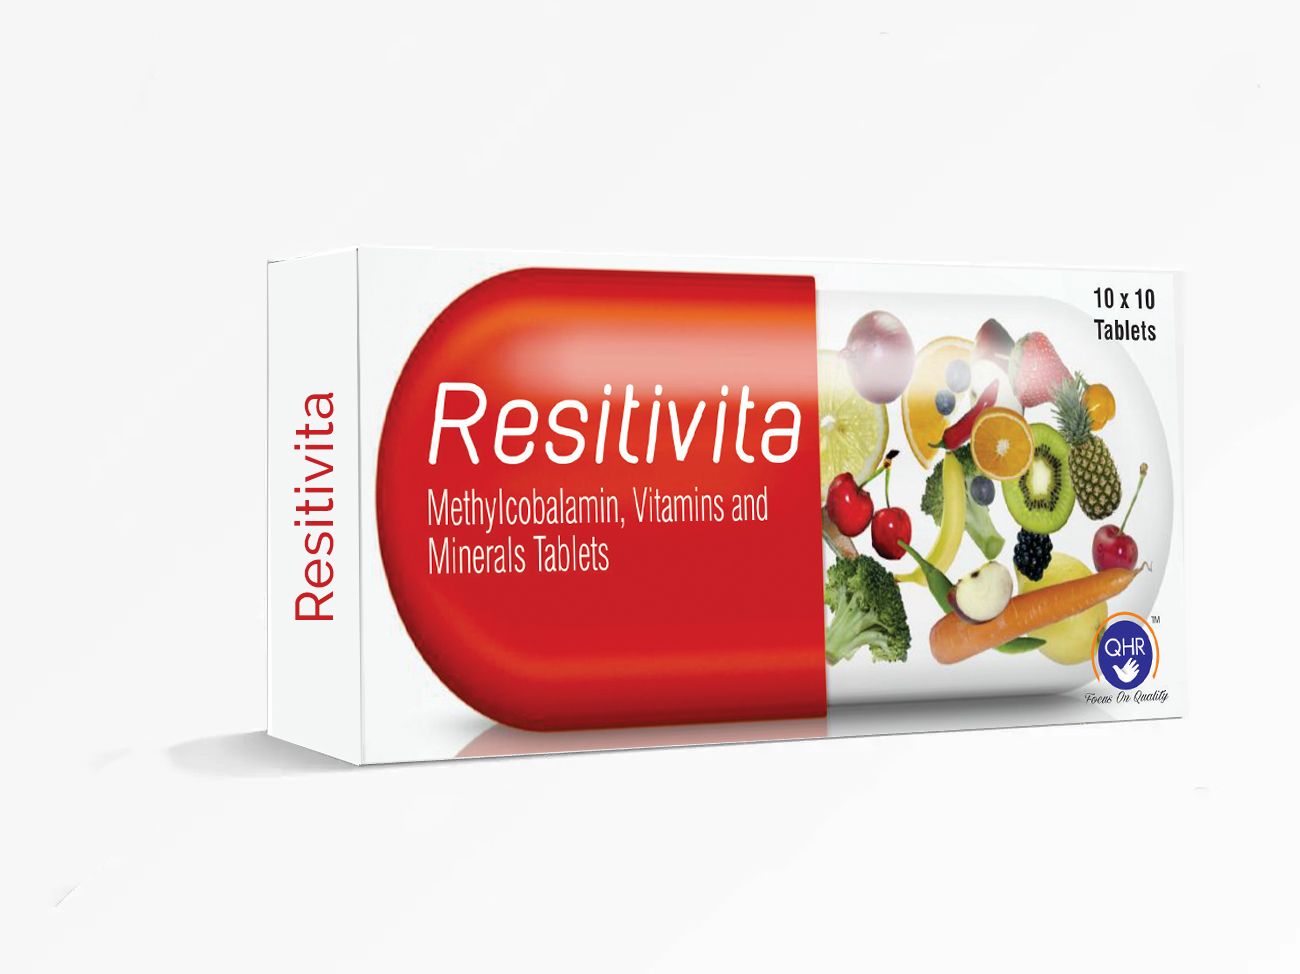 Resitivita
Resitivita
Methylcobalamin, Vitamins and
Minerals Tablets
10 x 10
Tablets
QHR
TM
Focus On Quality